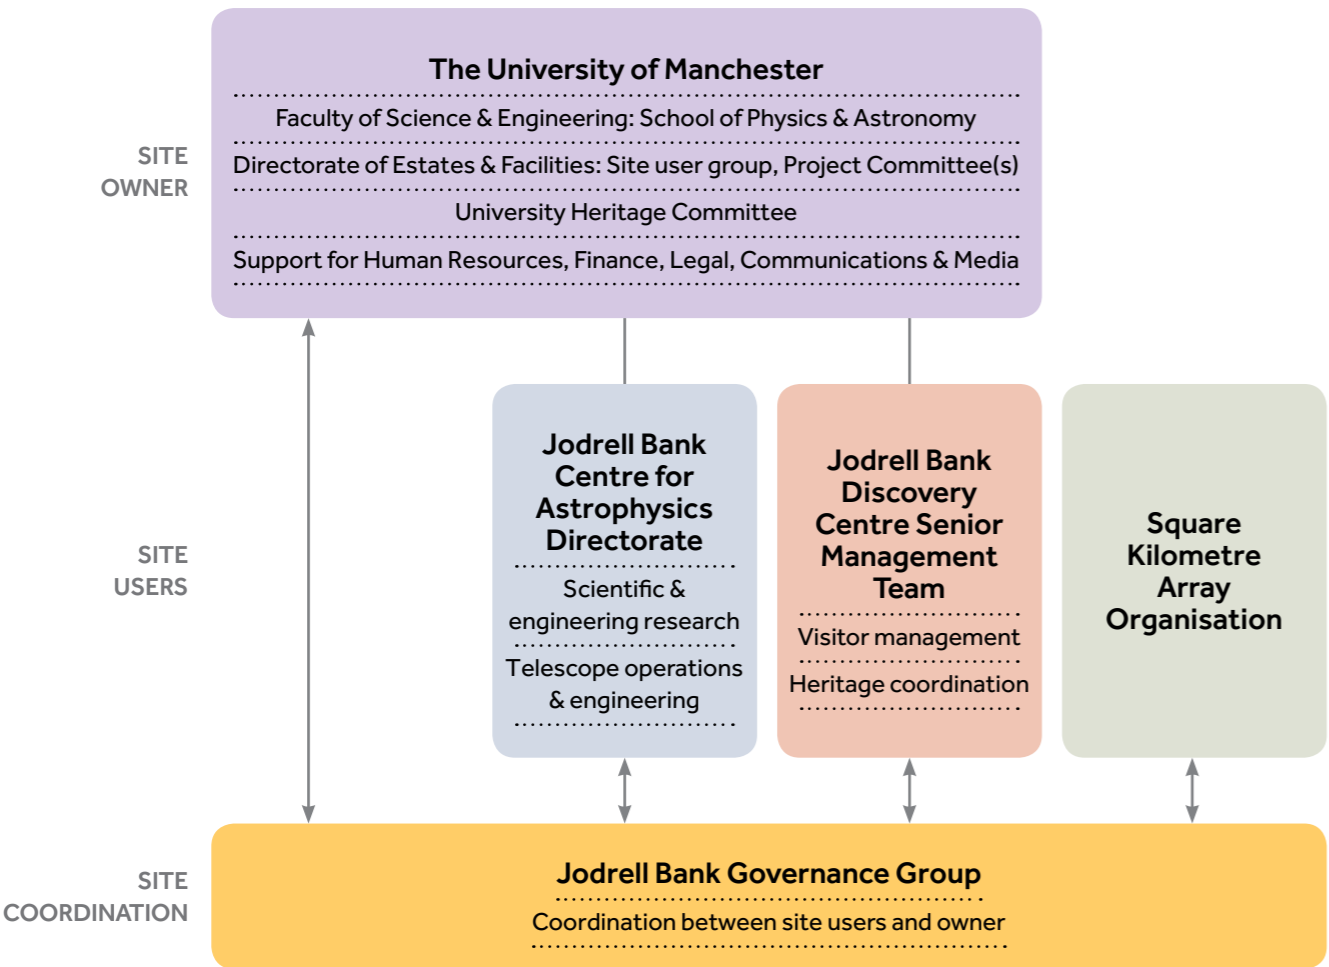 The University of Manchester
Faculty of Science & Engineering: School of Physics & Astronomy
Directorate of Estates & Facilities: Site user group, Project Committee(s)
University Heritage Committee
Support for Human Resources, Finance, Legal, Communications & Media
SITE
OWNER
Jodrell Bank
Centre for
Astrophysics
Directorate
Scientific &
engineering research
Telescope operations
& engineering
Jodrell Bank
Discovery
Centre Senior
Management
Team
Visitor management
Heritage coordination
Square
Kilometre
Array
Organisation
SITE
USERS
Jodrell Bank Governance Group
Coordination between site users and owner
SITE
COORDINATION